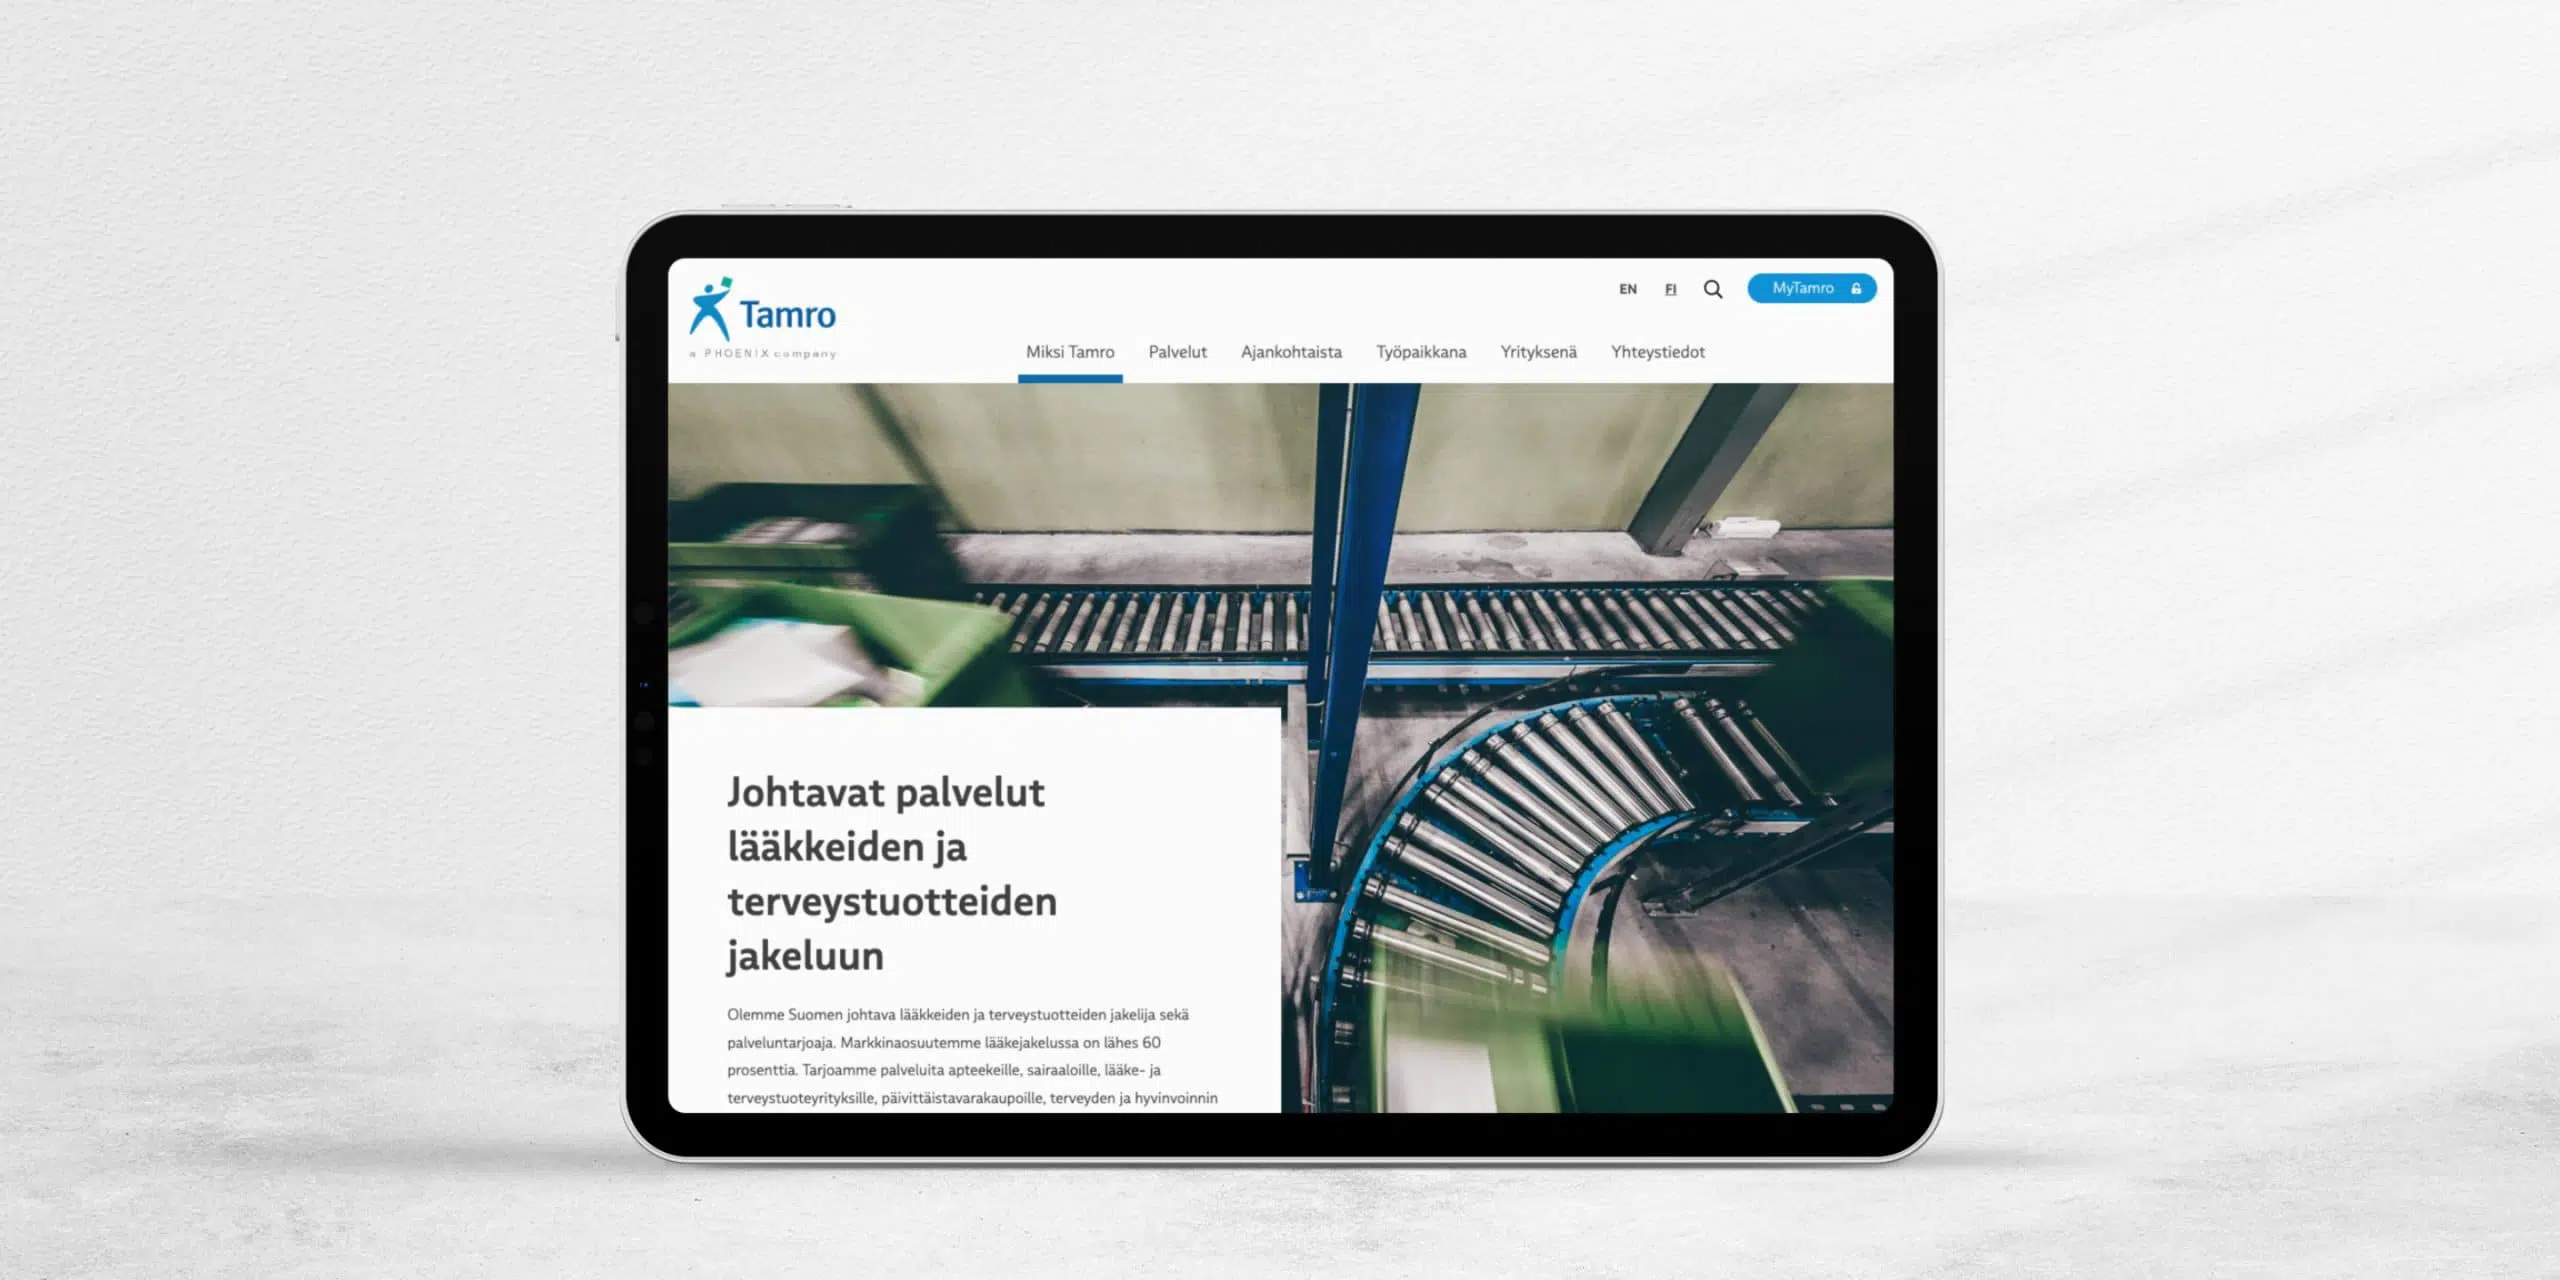 Tamro
a PHOENIX company
EN FI
MyTamro
Miksi Tamro Palvelut Ajankohtaista Työpaikkana Yrityksenä Yhteystiedot
Johtavat palvelut
lääkkeiden ja
terveystuotteiden
jakeluun
Olemme Suomen johtava lääkkeiden ja terveystuotteiden jakelija sekä
palveluntarjoaja. Markkinaosuutemme lääkejakelussa on lähes 60
prosenttia. Tarjoamme palveluita apteekeille, sairaaloille, lääke- ja
terveystuoteyrityksille, päivittäistavarakaupoille, terveyden ja hyvinvoinnin